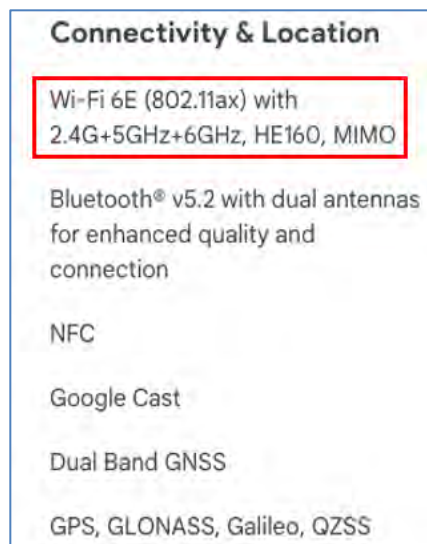 Connectivity & Location
Wi-Fi 6E (802.11ax) with
2.4G+5GHz+6GHz, HE160, MIMO
Bluetooth® v5.2 with dual antennas
for enhanced quality and
connection
NFC
Google Cast
Dual Band GNSS
GPS, GLONASS, Galileo, QZSS